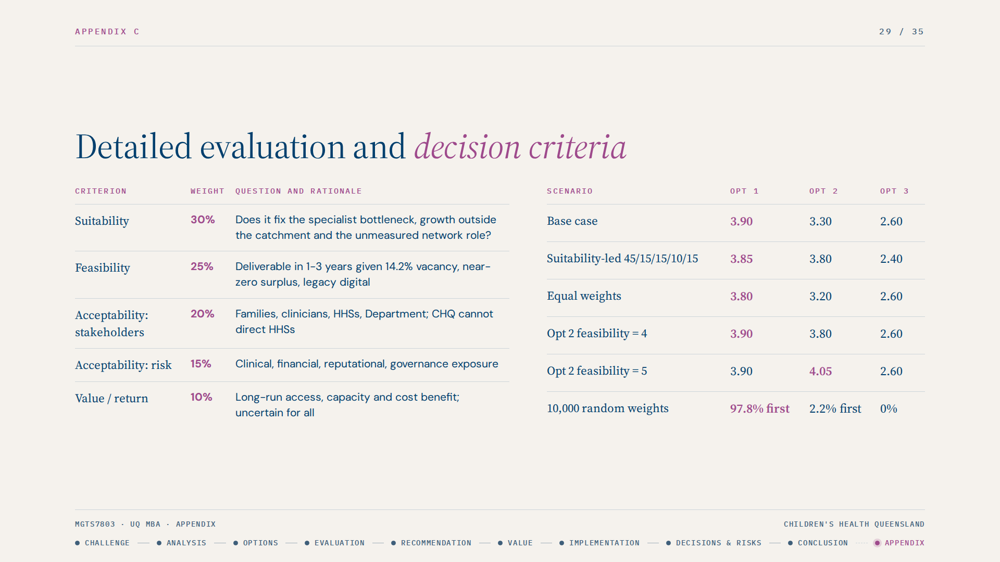 APPENDIX C
29 / 35
Detailed evaluation and decision criteria
CRITERION WEIGHT QUESTION AND RATIONALE
Suitability 30% Does it fix the specialist bottleneck, growth outside
the catchment and the unmeasured network role?
Feasibility 25% Deliverable in 1–3 years given 14.2% vacancy, near-
zero surplus, legacy digital
Acceptability: 20% Families, clinicians, HHSs, Department; CHQ cannot
stakeholders direct HHSs
Acceptability: risk 15% Clinical, financial, reputational, governance exposure
Value / return 10% Long-run access, capacity and cost benefit;
uncertain for all
SCENARIO OPT 1 OPT 2 OPT 3
Base case 3.90 3.30 2.60
Suitability-led 45/15/15/10/15 3.85 3.80 2.40
Equal weights 3.80 3.20 2.60
Opt 2 feasibility = 4 3.90 3.80 2.60
Opt 2 feasibility = 5 3.90 4.05 2.60
10,000 random weights 97.8% first 2.2% first 0%
MGTS7803 · UQ MBA · APPENDIX
CHILDREN'S HEALTH QUEENSLAND
CHALLENGE ANALYSIS OPTIONS EVALUATION RECOMMENDATION VALUE IMPLEMENTATION DECISIONS & RISKS CONCLUSION APPENDIX